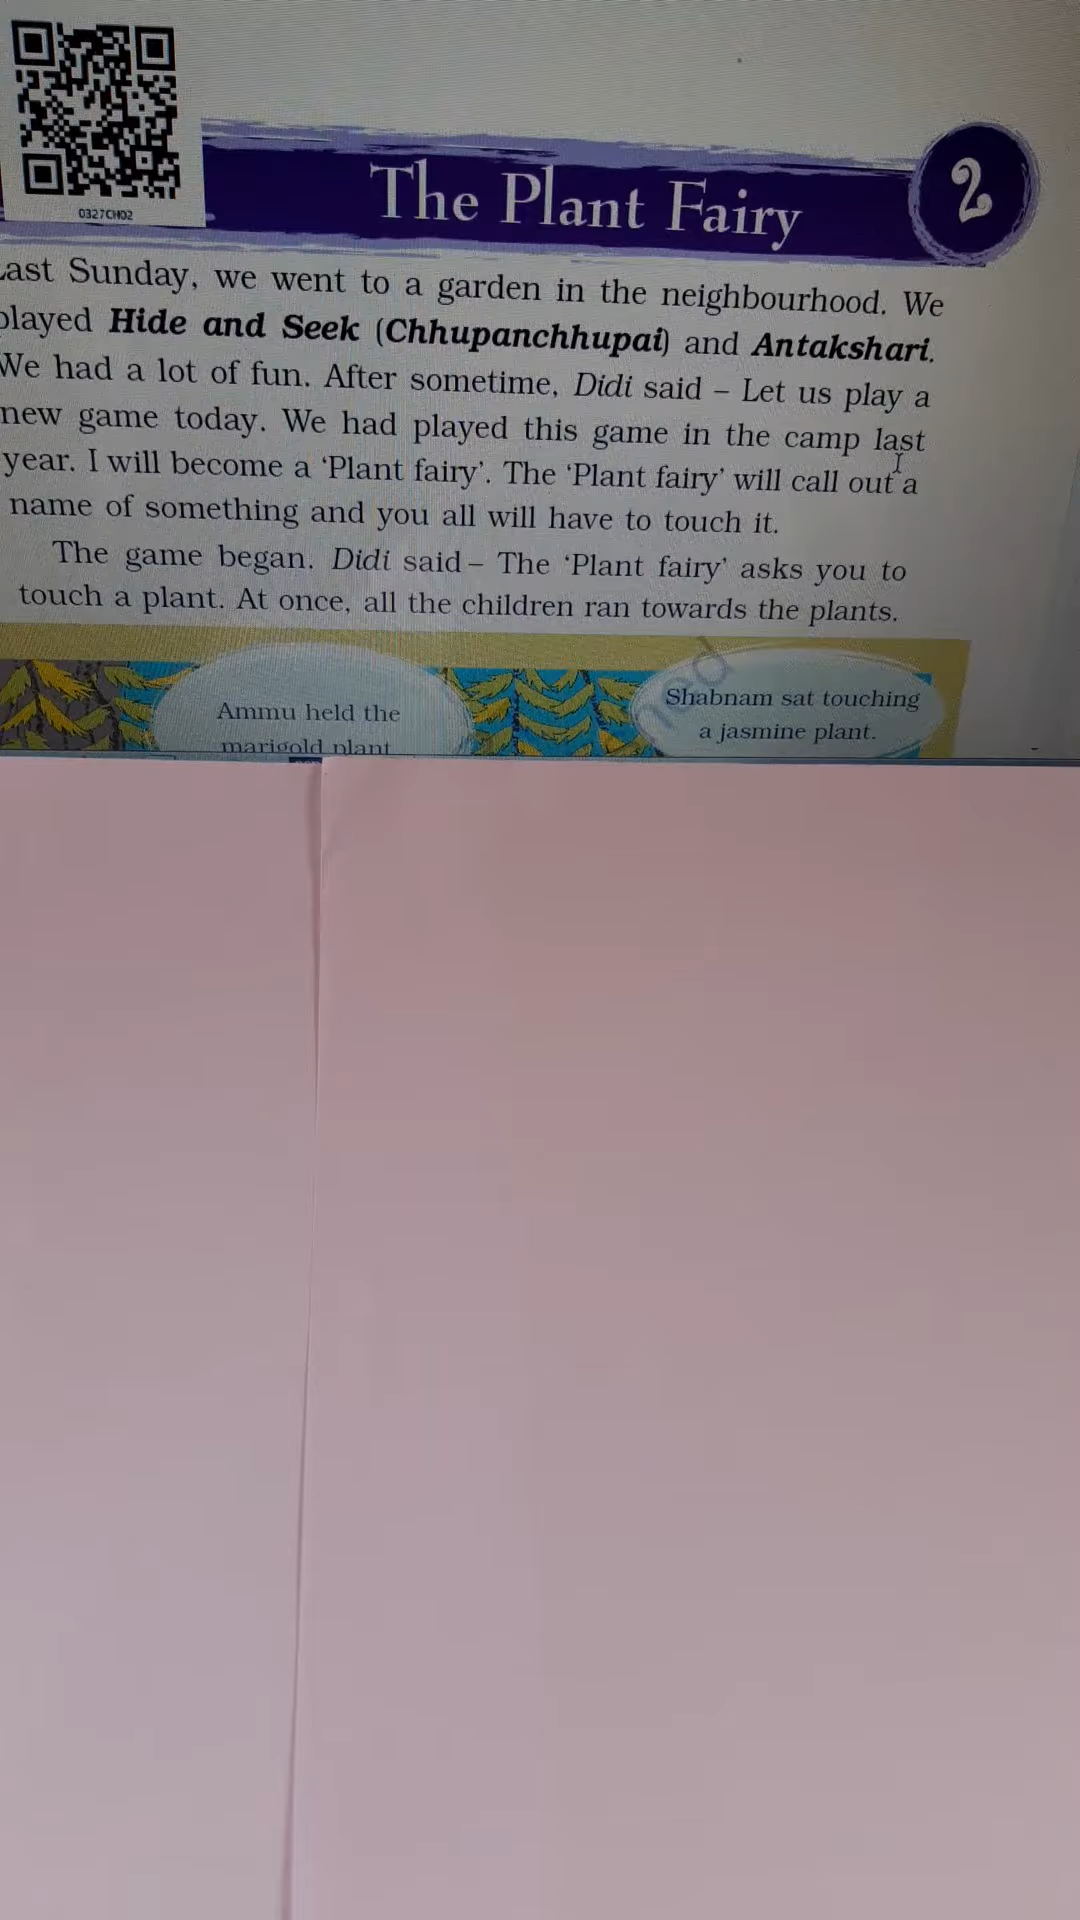 0327CH02
The Plant Fairy
2
Last Sunday, we went to a garden in the neighbourhood. We
played Hide and Seek (Chhupanchhupai) and Antakshari.
We had a lot of fun. After sometime, Didi said – Let us play a
new game today. We had played this game in the camp last
year. I will become a ‘Plant fairy’. The ‘Plant fairy’ will call out a
name of something and you all will have to touch it.
The game began. Didi said – The ‘Plant fairy’ asks you to
touch a plant. At once, all the children ran towards the plants.
Ammu held the
marigold plant
Shabnam sat touching
a jasmine plant.